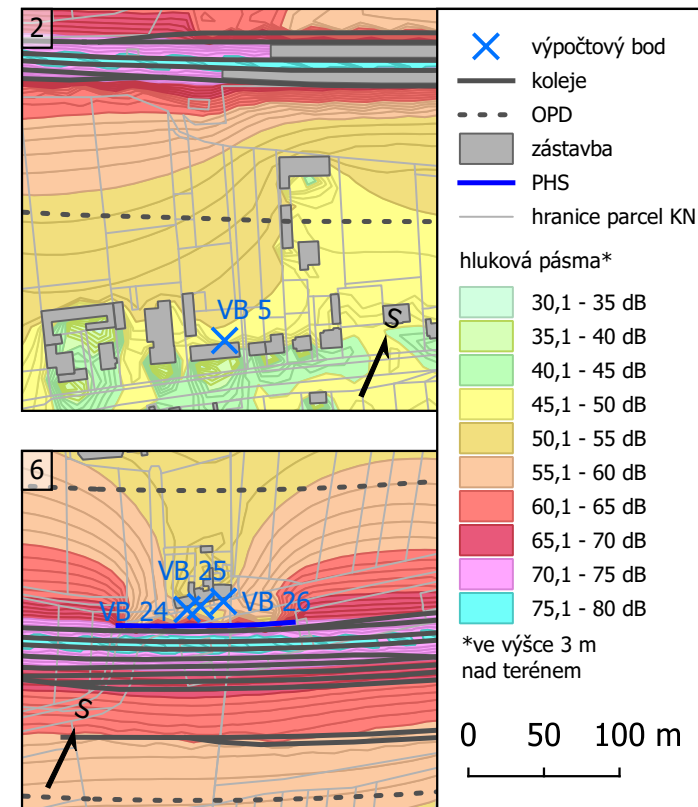 2
VB 5
S
6
VB 25
VB 24
VB 26
S
výpočtový bod
koleje
OPD
zástavba
PHS
hranice parcel KN
hluková pásma*
30,1 - 35 dB
35,1 - 40 dB
40,1 - 45 dB
45,1 - 50 dB
50,1 - 55 dB
55,1 - 60 dB
60,1 - 65 dB
65,1 - 70 dB
70,1 - 75 dB
75,1 - 80 dB
*ve výšce 3 m
nad terénem
0 50 100 m